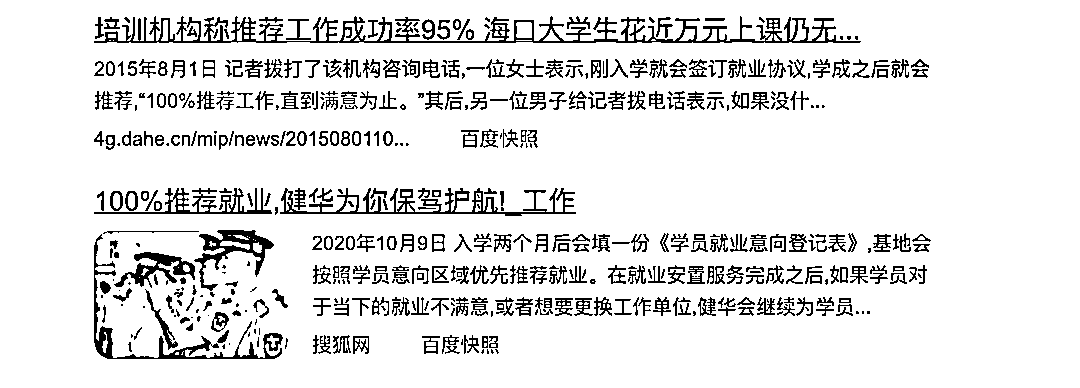 培训机构称推荐工作成功率95% 海口大学生花近万元上课仍无...
2015年8月1日 记者拨打了该机构咨询电话,一位女士表示,刚入学就会签订就业协议,学成之后就会
推荐,“100%推荐工作,直到满意为止。”其后,另一位男子给记者拨电话表示,如果没什...
4g.dahe.cn/mip/news/2015080110... 百度快照
100%推荐就业,健华为你保驾护航!_工作
2020年10月9日 入学两个月后会填一份《学员就业意向登记表》,基地会
按照学员意向区域优先推荐就业。在就业安置服务完成之后,如果学员对
于当下的就业不满意,或者想要更换工作单位,健华会继续为学员...
搜狐网 百度快照